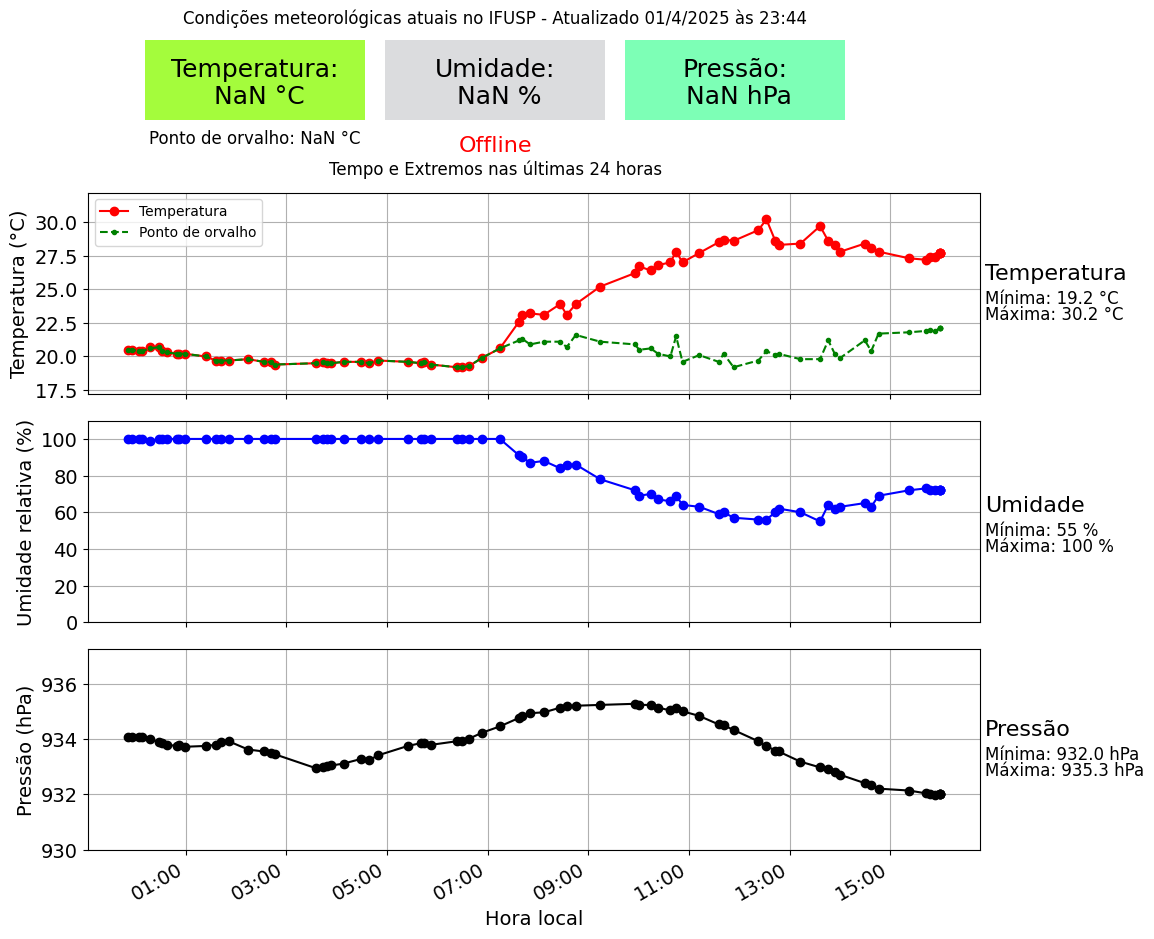 Condições meteorológicas atuais no IFUSP - Atualizado 01/4/2025 às 23:44
Temperatura:
NaN °C
Umidade:
NaN %
Pressão:
NaN hPa
Ponto de orvalho: NaN °C
Offline
Tempo e Extremos nas últimas 24 horas
Temperatura (°C)
30.0
27.5
25.0
22.5
20.0
17.5
Temperatura
Ponto de orvalho
Temperatura
Mínima: 19.2 °C
Máxima: 30.2 °C
Umidade relativa (%)
100
80
60
40
20
0
Umidade
Mínima: 55 %
Máxima: 100 %
Pressão (hPa)
936
934
932
930
Pressão
Mínima: 932.0 hPa
Máxima: 935.3 hPa
01:00
03:00
05:00
07:00
09:00
11:00
13:00
15:00
Hora local